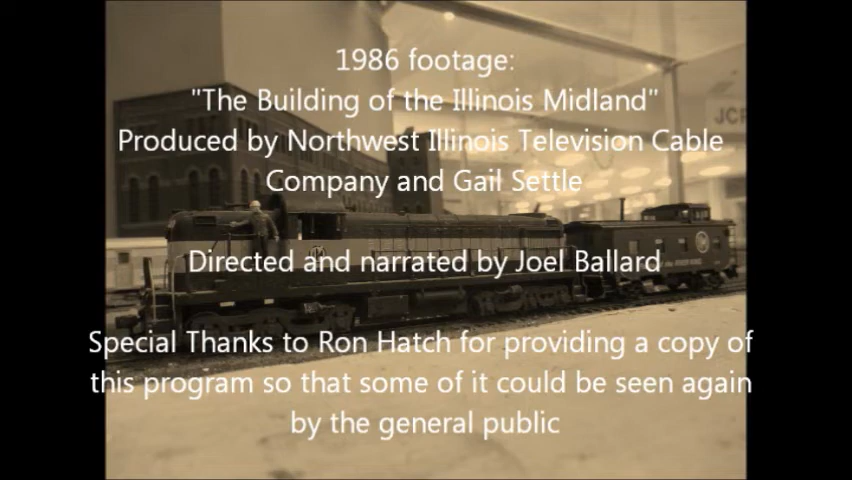 1986 footage:
"The Building of the Illinois Midland"
Produced by Northwest Illinois Television Cable
Company and Gail Settle
Directed and narrated by Joel Ballard
Special Thanks to Ron Hatch for providing a copy of
this program so that some of it could be seen again
by the general public